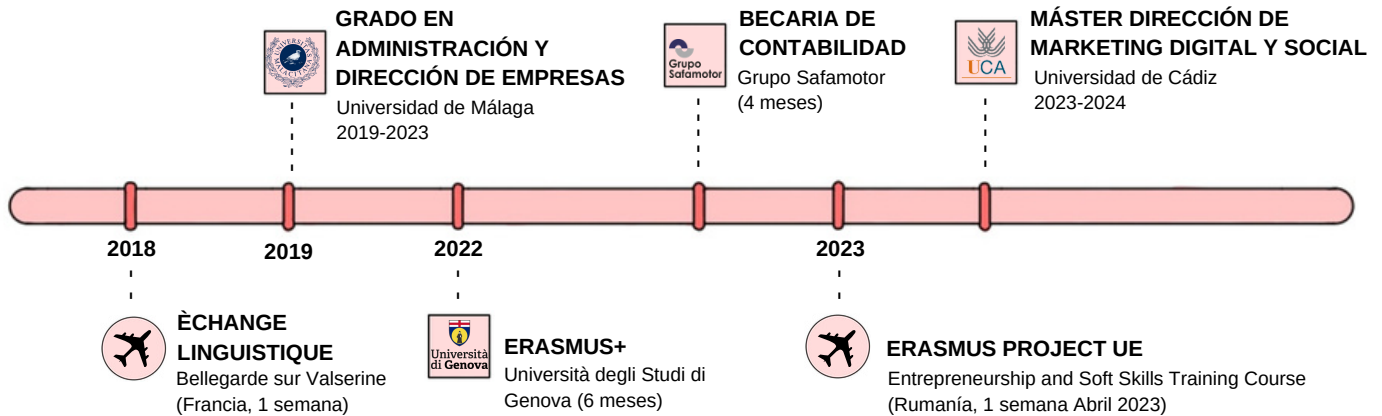 GRADO EN
ADMINISTRACIÓN Y
DIRECCIÓN DE EMPRESAS
Universidad de Málaga
2019-2023
Grupo
Safamotor
BECARIA DE
CONTABILIDAD
Grupo Safamotor
(4 meses)
UCA
MÁSTER DIRECCIÓN DE
MARKETING DIGITAL Y SOCIAL
Universidad de Cádiz
2023-2024
2018
2019
2022
2023
ÈCHANGE
LINGUISTIQUE
Bellegarde sur Valserine
(Francia, 1 semana)
Università
di Genova
ERASMUS+
Università degli Studi di
Genova (6 meses)
ERASMUS PROJECT UE
Entrepreneurship and Soft Skills Training Course
(Rumanía, 1 semana Abril 2023)